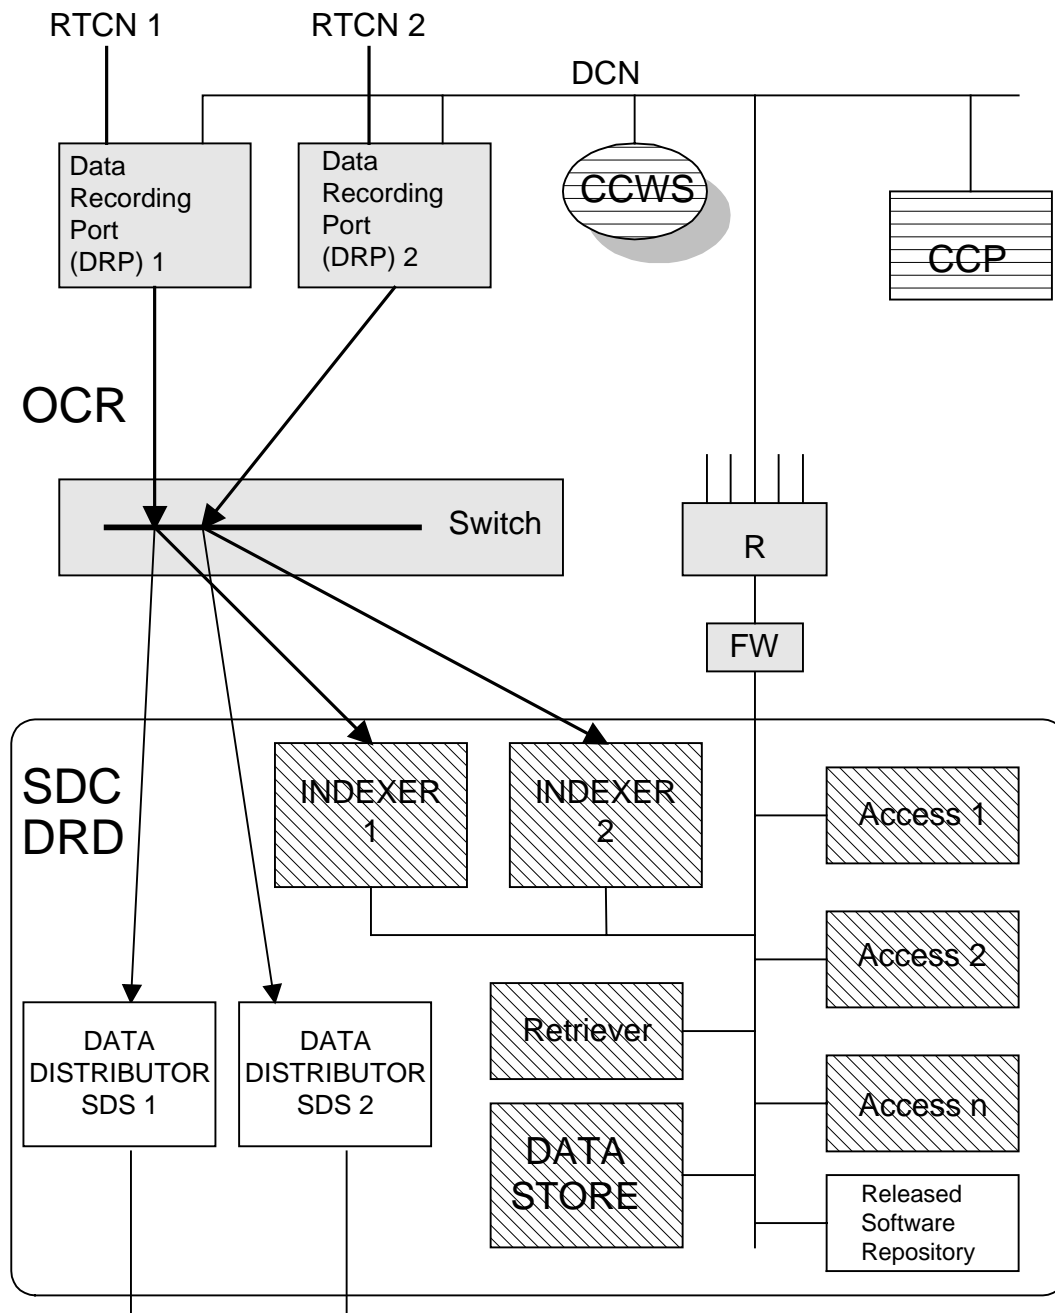 RTCN 1
RTCN 2
DCN
Data
Recording
Port
(DRP) 1
Data
Recording
Port
(DRP) 2
CCWS
CCP
OCR
Switch
R
FW
SDC
DRD
INDEXER
1
INDEXER
2
Access 1
Access 2
Retriever
Access n
DATA
DISTRIBUTOR
SDS 1
DATA
DISTRIBUTOR
SDS 2
DATA
STORE
Released
Software
Repository